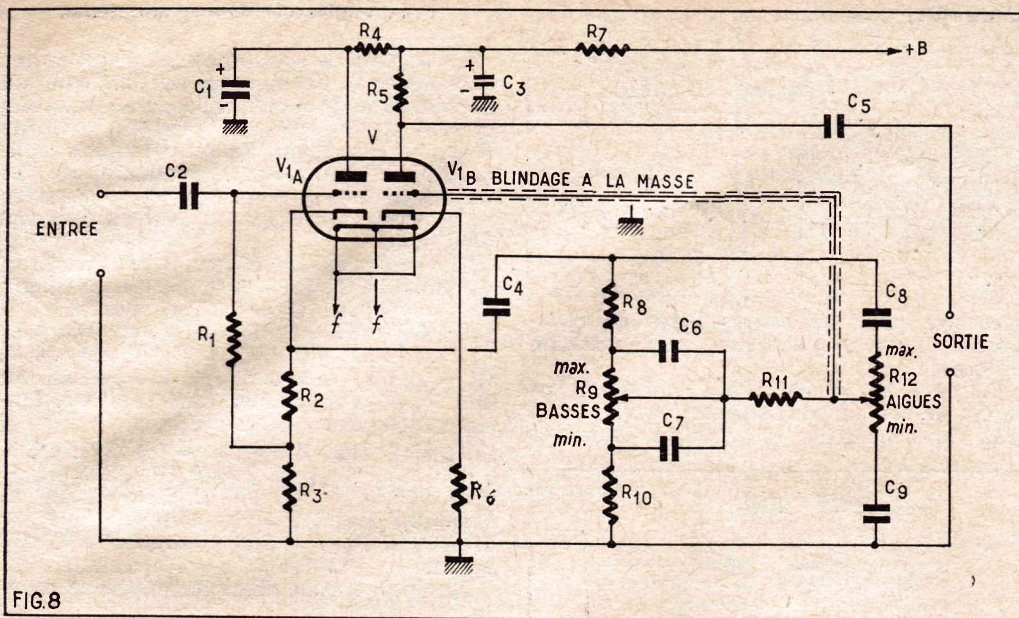 R4
R7
+B
+
C1
-
R5
+
-
C3
C5
V
C2
V1A
V1B BLINDAGE A LA MASSE
ENTREE
C4
R8
C8
f
f
R1
C6
SORTIE
max.
max.
R2
R9
R11
R12
BASSES
AIGUES
min.
C7
min.
R3
R6
R10
C9
FIG.8